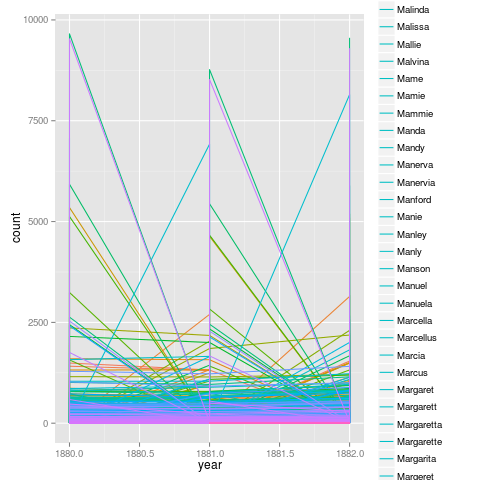 10000
7500
5000
2500
0
count
1880.0 1880.5 1881.0 1881.5 1882.0
year
Malinda
Malissa
Mallie
Malvina
Mame
Mamie
Mammie
Manda
Mandy
Manerva
Manervia
Manford
Manie
Manley
Manly
Manson
Manuel
Manuela
Marcella
Marcellus
Marcia
Marcus
Margaret
Margarett
Margaretta
Margarette
Margarita
Margeret